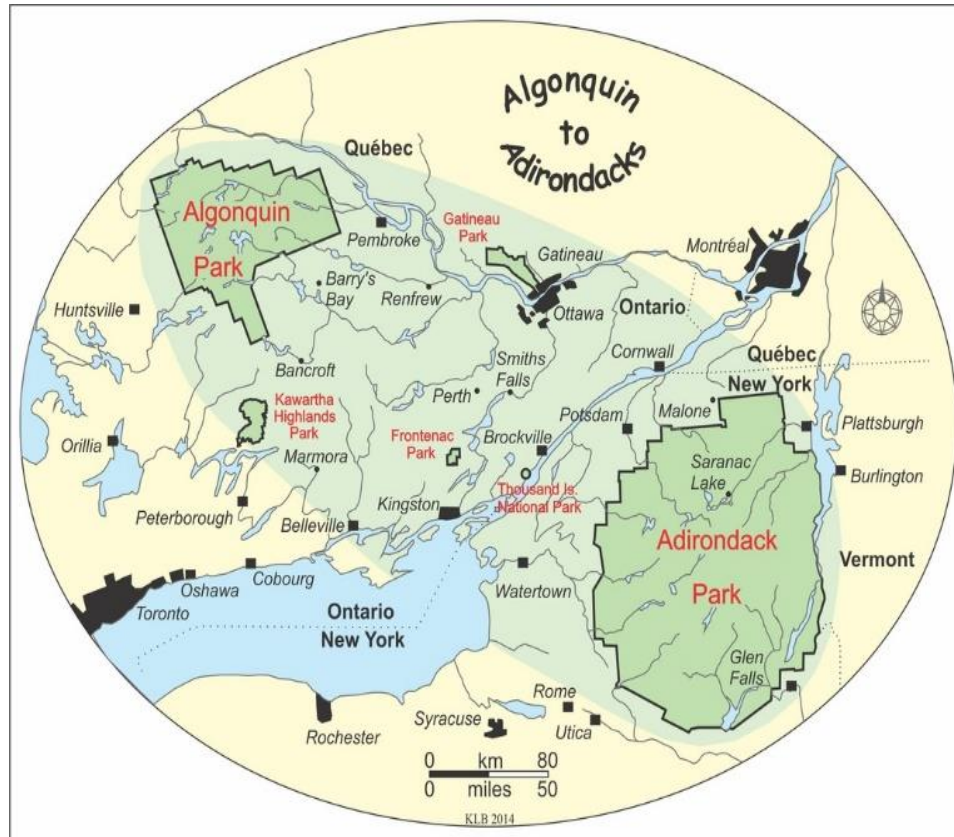 Algonquin
to
Adirondacks
Québec
Algonquin
Park
Gatineau
Park
Pembroke
Gatineau
Montréal
Barry's
Bay
Renfrew
Huntsville
Ottawa
Ontario
Bancroft
Smiths
Falls
Cornwall
Québec
New York
Perth
Kawartha
Highlands
Park
Potsdam
Malone
Plattsburgh
Orillia
Frontenac
Park
Brockville
Marmora
Saranac
Lake
Burlington
Thousand Is.
National Park
Kingston
Peterborough
Belleville
Adirondack
Park
Vermont
Cobourg
Oshawa
Toronto
Watertown
Ontario
New York
Glen
Falls
Rome
Syracuse
Utica
Rochester
0 km 80
0 miles 50
KLB 2014